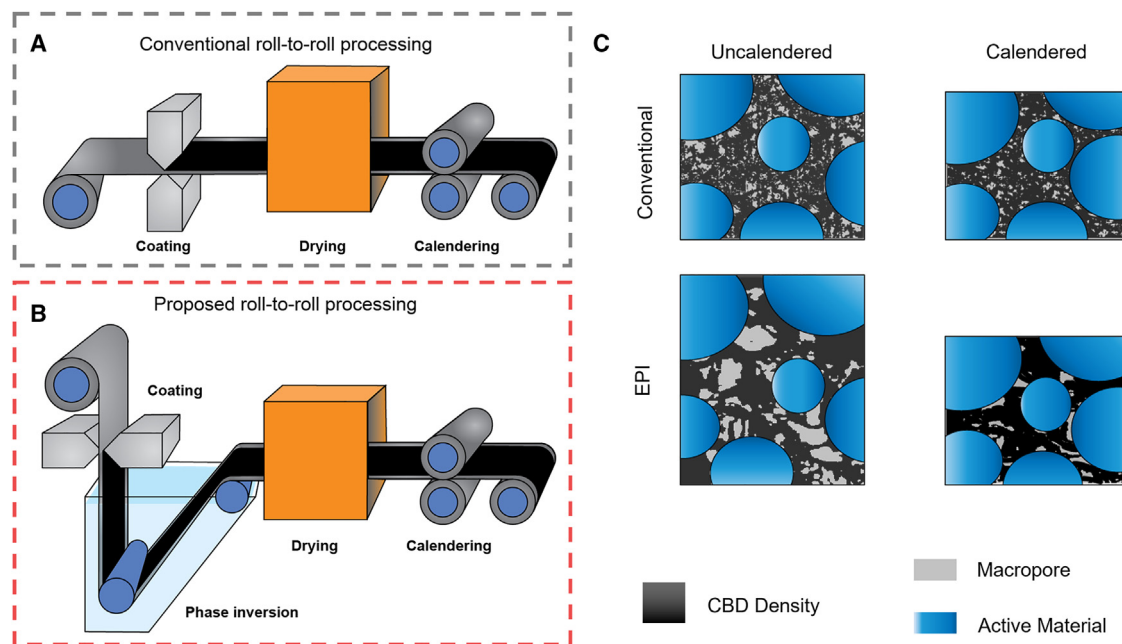 A
Conventional roll-to-roll processing
Coating
Drying
Calendering
B
Proposed roll-to-roll processing
Coating
Drying
Calendering
Phase inversion
C
Uncalendered
Calendered
Conventional
EPI
CBD Density
Macropore
Active Material